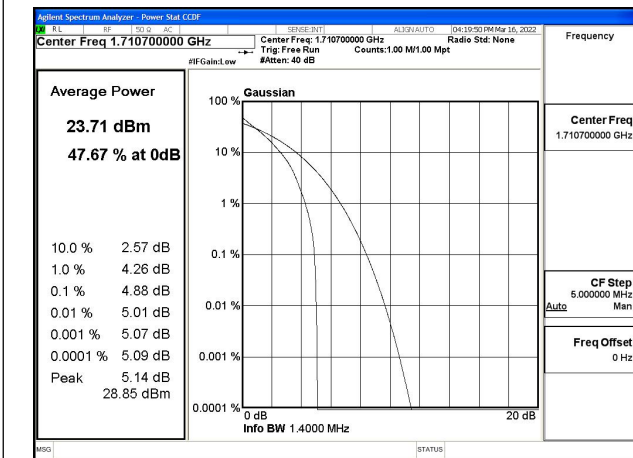 Agilent Spectrum Analyzer - Power Stat CCDF
RL RF 50 Ω AC SENSE:INT ALIGN AUTO 04:19:50 PM Mar 16, 2022
Center Freq 1.710700000 GHz
Center Freq: 1.710700000 GHz Radio Std: None
Trig: Free Run Counts:1.00 M/1.00 Mpt
#IFGain:Low #Atten: 40 dB
Frequency
Average Power
23.71 dBm
47.67 % at 0dB
10.0 % 2.57 dB
1.0 % 4.26 dB
0.1 % 4.88 dB
0.01 % 5.01 dB
0.001 % 5.07 dB
0.0001 % 5.09 dB
Peak 5.14 dB
28.85 dBm
Gaussian
100 %
10 %
1 %
0.1 %
0.01 %
0.001 %
0.0001 %
0 dB 20 dB
Info BW 1.4000 MHz
Center Freq
1.710700000 GHz
CF Step
5.000000 MHz
Auto Man
Freq Offset
0 Hz
MSG STATUS